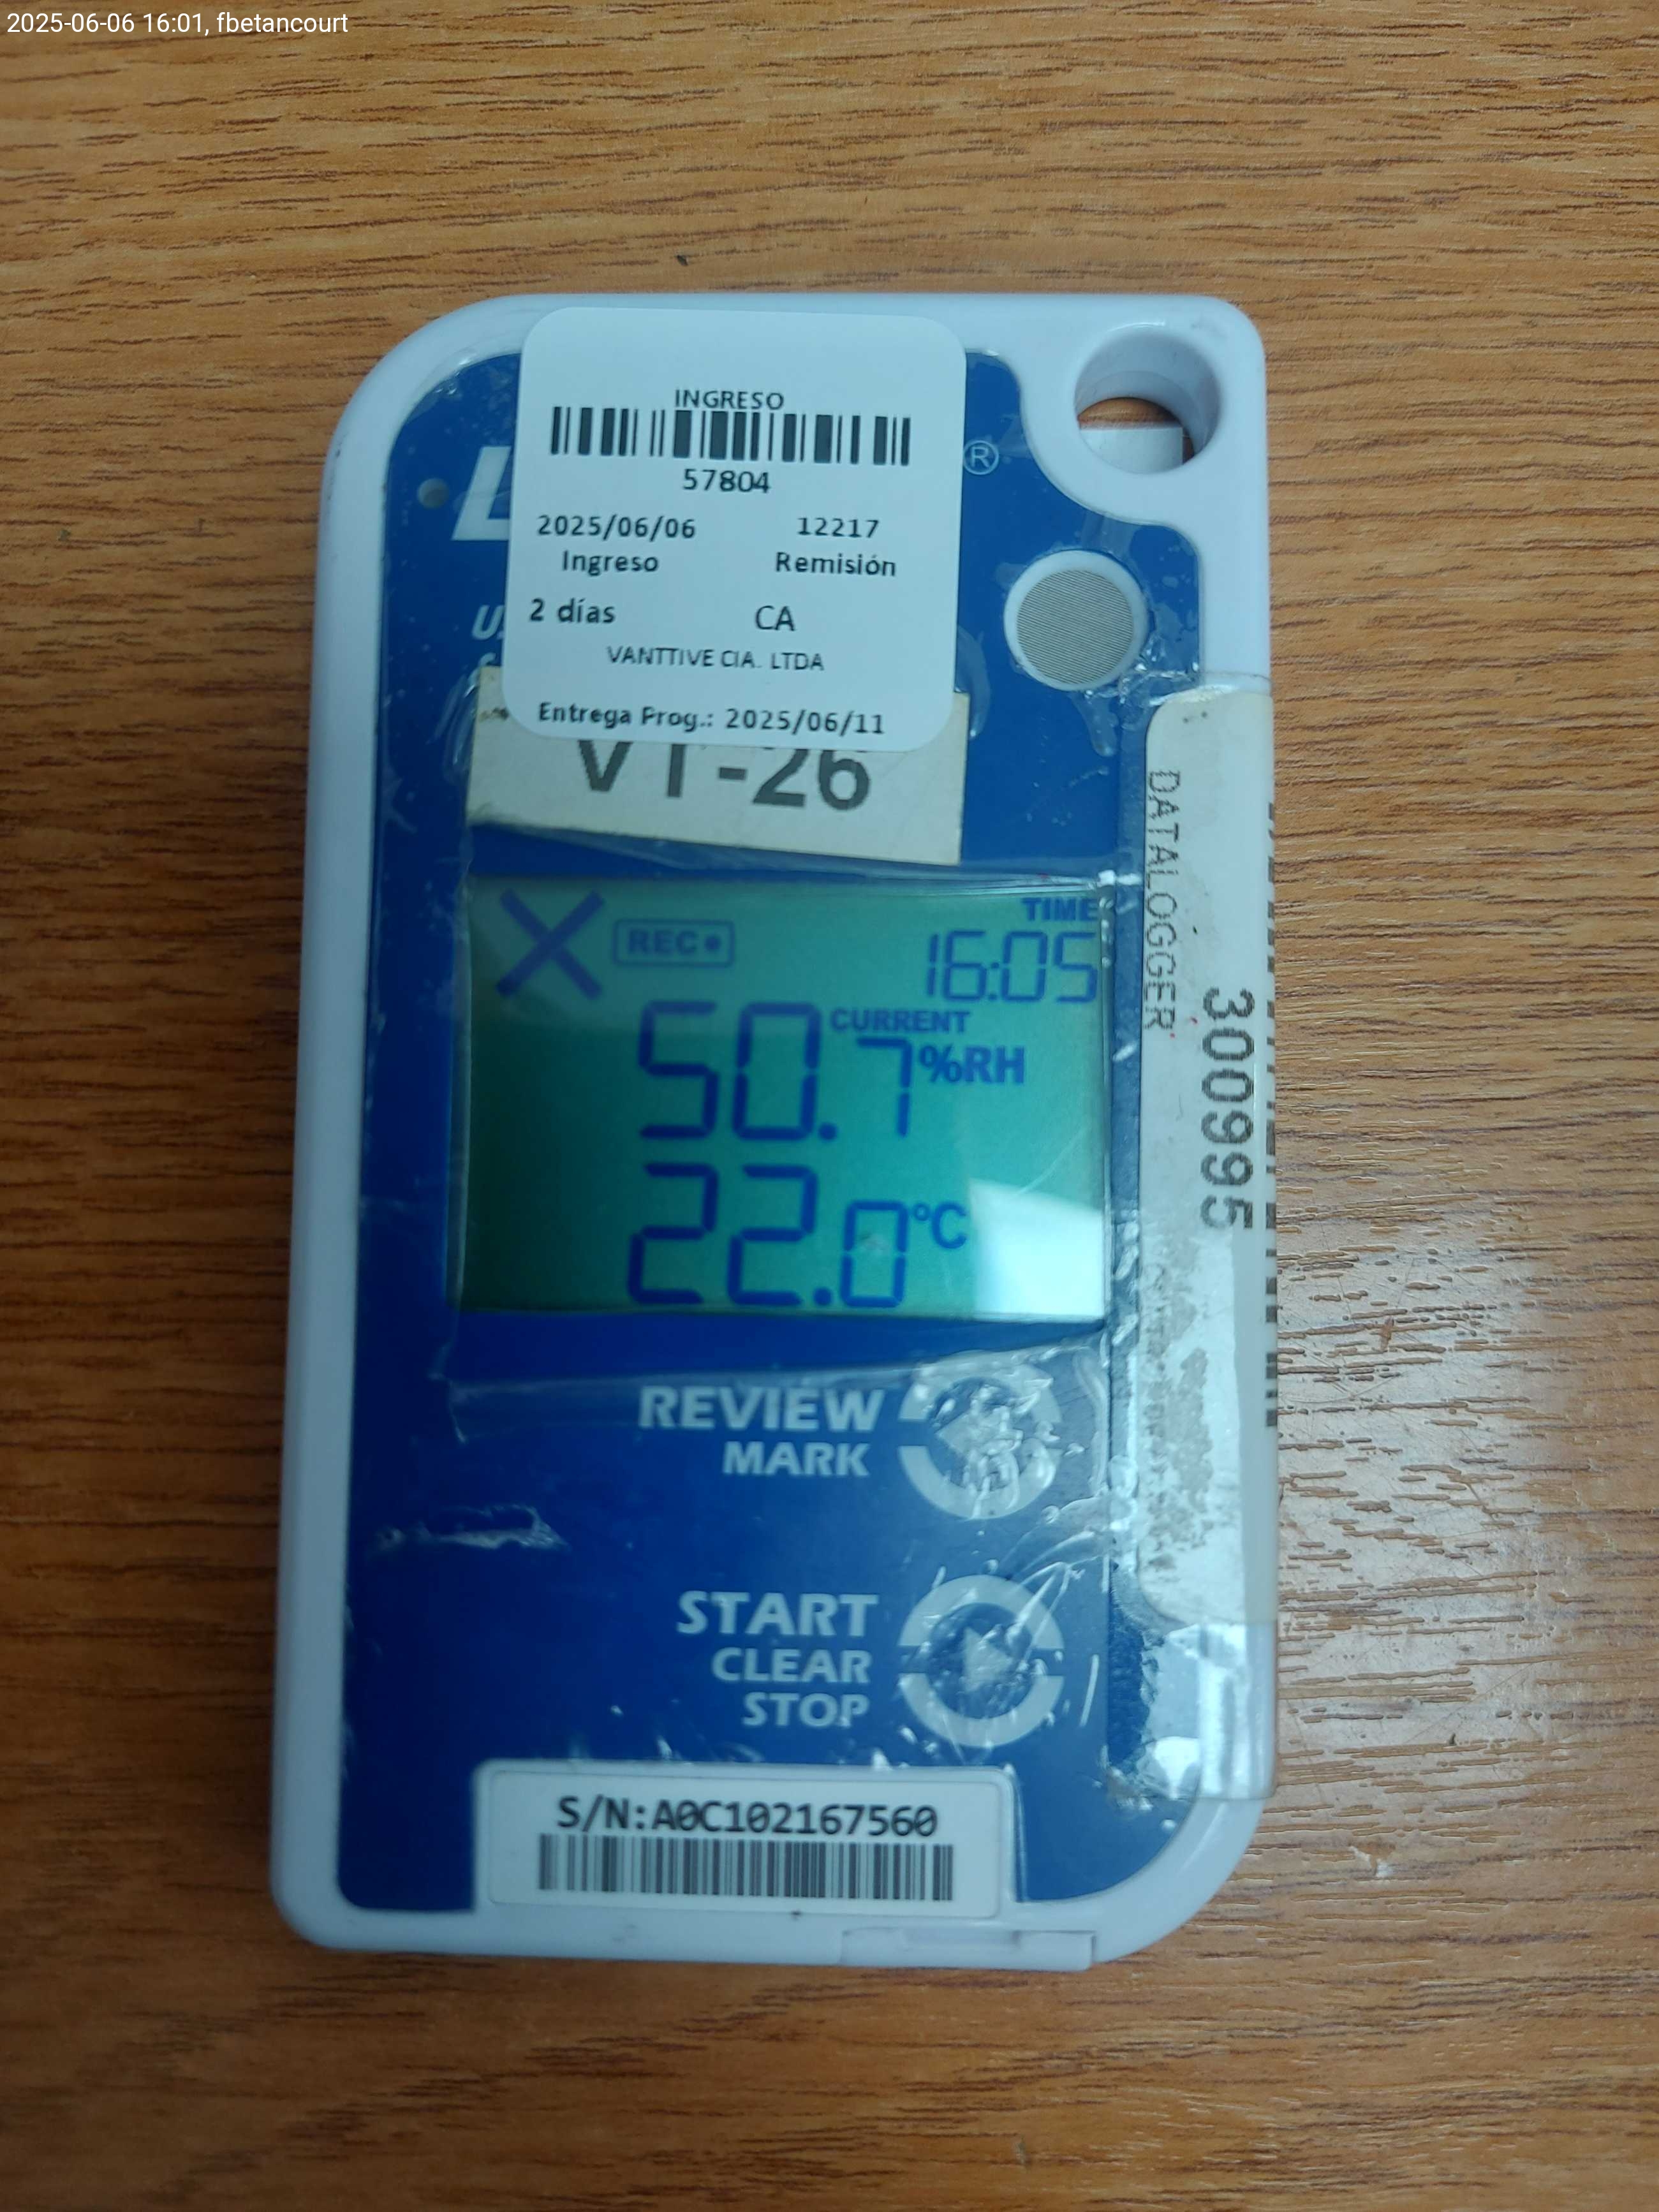 2025-06-06 16:01, fbetancourt
INGRESO
57804
2025/06/06 12217
Ingreso Remisión
2 días CA
VANTTIVE CIA. LTDA
Entrega Prog.: 2025/06/11
®
VT-26
DATALOGGER
300995
REC
TIME
16:05
CURRENT
50.7%RH
22.0°C
REVIEW
MARK
START
CLEAR
STOP
S/N:A0C102167560